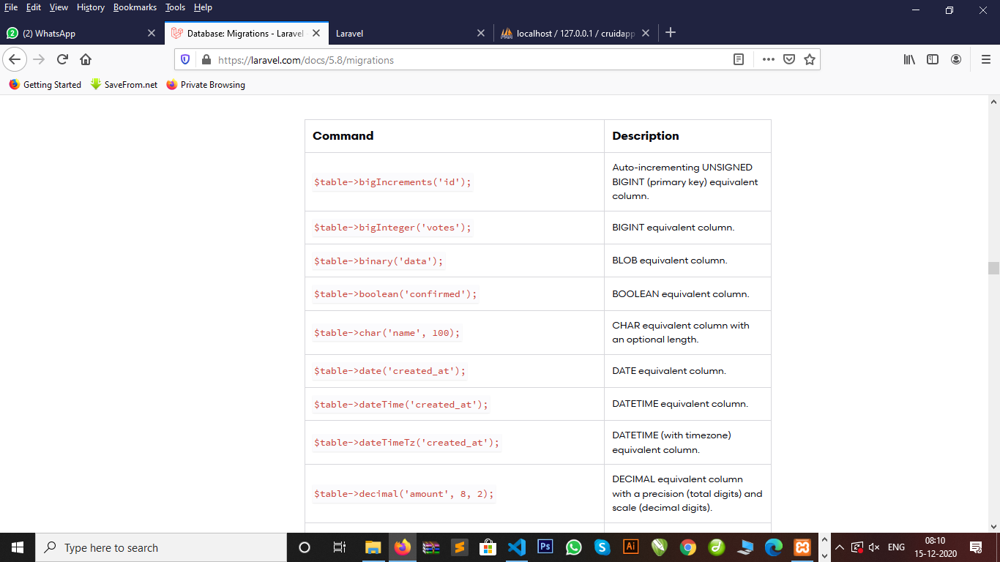 File Edit View History Bookmarks Tools Help
2 (2) WhatsApp
Database: Migrations - Laravel -
Laravel
localhost / 127.0.0.1 / cruidapp
https://laravel.com/docs/5.8/migrations
Getting Started SaveFrom.net Private Browsing
Command Description
$table->bigIncrements('id'); Auto-incrementing UNSIGNED
BIGINT (primary key) equivalent
column.
$table->bigInteger('votes'); BIGINT equivalent column.
$table->binary('data'); BLOB equivalent column.
$table->boolean('confirmed'); BOOLEAN equivalent column.
$table->char('name', 100); CHAR equivalent column with
an optional length.
$table->date('created_at'); DATE equivalent column.
$table->dateTime('created_at'); DATETIME equivalent column.
$table->dateTimeTz('created_at'); DATETIME (with timezone)
equivalent column.
$table->decimal('amount', 8, 2); DECIMAL equivalent column
with a precision (total digits) and
scale (decimal digits).
Type here to search
Ps
Ai
ENG
08:10
15-12-2020